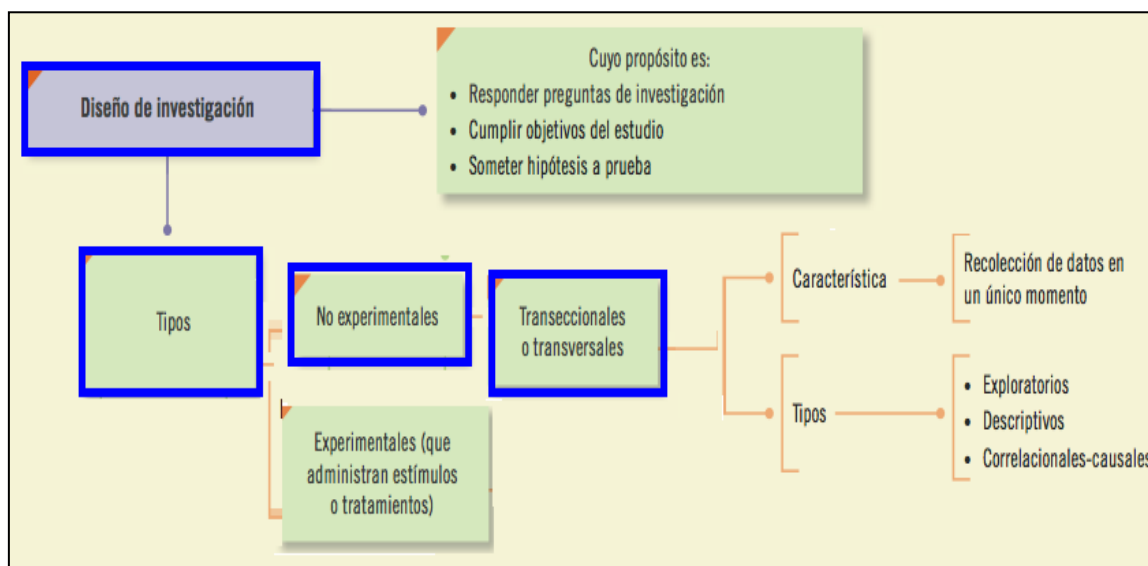 Diseño de investigación
Cuyo propósito es:
• Responder preguntas de investigación
• Cumplir objetivos del estudio
• Someter hipótesis a prueba
Tipos
No experimentales
Transeccionales
o transversales
Característica
Recolección de datos en
un único momento
Tipos
• Exploratorios
• Descriptivos
• Correlacionales-causales
Experimentales (que
administran estímulos
o tratamientos)